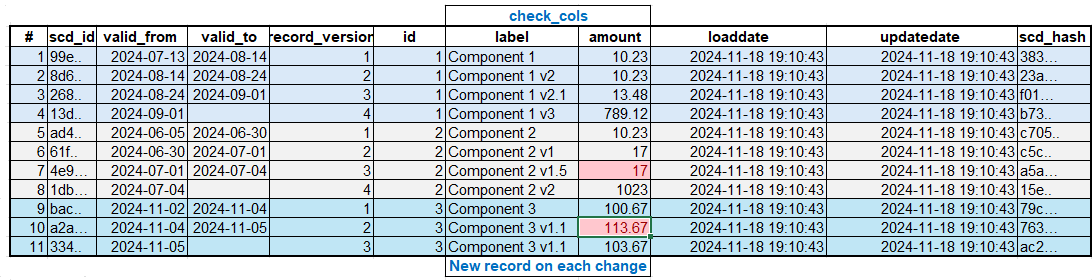 check_cols
# scd_id valid_from valid_to record_version id label amount loaddate updatedate scd_hash
1 99e.. 2024-07-13 2024-08-14 1 1 Component 1 10.23 2024-11-18 19:10:43 2024-11-18 19:10:43 383...
2 8d6.. 2024-08-14 2024-08-24 2 1 Component 1 v2 10.23 2024-11-18 19:10:43 2024-11-18 19:10:43 23a...
3 268.. 2024-08-24 2024-09-01 3 1 Component 1 v2.1 13.48 2024-11-18 19:10:43 2024-11-18 19:10:43 f01...
4 13d.. 2024-09-01 4 1 Component 1 v3 789.12 2024-11-18 19:10:43 2024-11-18 19:10:43 b73..
5 ad4.. 2024-06-05 2024-06-30 1 2 Component 2 10.23 2024-11-18 19:10:43 2024-11-18 19:10:43 c705..
6 61f.. 2024-06-30 2024-07-01 2 2 Component 2 v1 17 2024-11-18 19:10:43 2024-11-18 19:10:43 c5c..
7 4e9... 2024-07-01 2024-07-04 3 2 Component 2 v1.5 17 2024-11-18 19:10:43 2024-11-18 19:10:43 a5a...
8 1db... 2024-07-04 4 2 Component 2 v2 1023 2024-11-18 19:10:43 2024-11-18 19:10:43 15e..
9 bac.. 2024-11-02 2024-11-04 1 3 Component 3 100.67 2024-11-18 19:10:43 2024-11-18 19:10:43 79c...
10 a2a... 2024-11-04 2024-11-05 2 3 Component 3 v1.1 113.67 2024-11-18 19:10:43 2024-11-18 19:10:43 763...
11 334.. 2024-11-05 3 3 Component 3 v1.1 103.67 2024-11-18 19:10:43 2024-11-18 19:10:43 ac2...
New record on each change